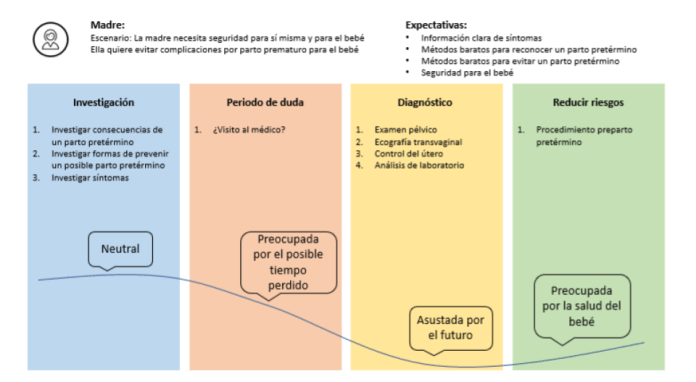 Madre:
Escenario: La madre necesita seguridad para sí misma y para el bebé
Ella quiere evitar complicaciones por parto prematuro para el bebé
Expectativas:
• Información clara de síntomas
• Métodos baratos para reconocer un parto pretérmino
• Métodos baratos para evitar un parto pretérmino
• Seguridad para el bebé
Investigación
1. Investigar consecuencias de
un parto pretérmino
2. Investigar formas de prevenir
un posible parto pretérmino
3. Investigar síntomas
Neutral
Periodo de duda
1. ¿Visito al médico?
Preocupada
por el posible
tiempo
perdido
Diagnóstico
1. Examen pélvico
2. Ecografía transvaginal
3. Control del útero
4. Análisis de laboratorio
Asustada por
el futuro
Reducir riesgos
1. Procedimiento preparto
pretérmino
Preocupada
por la salud del
bebé